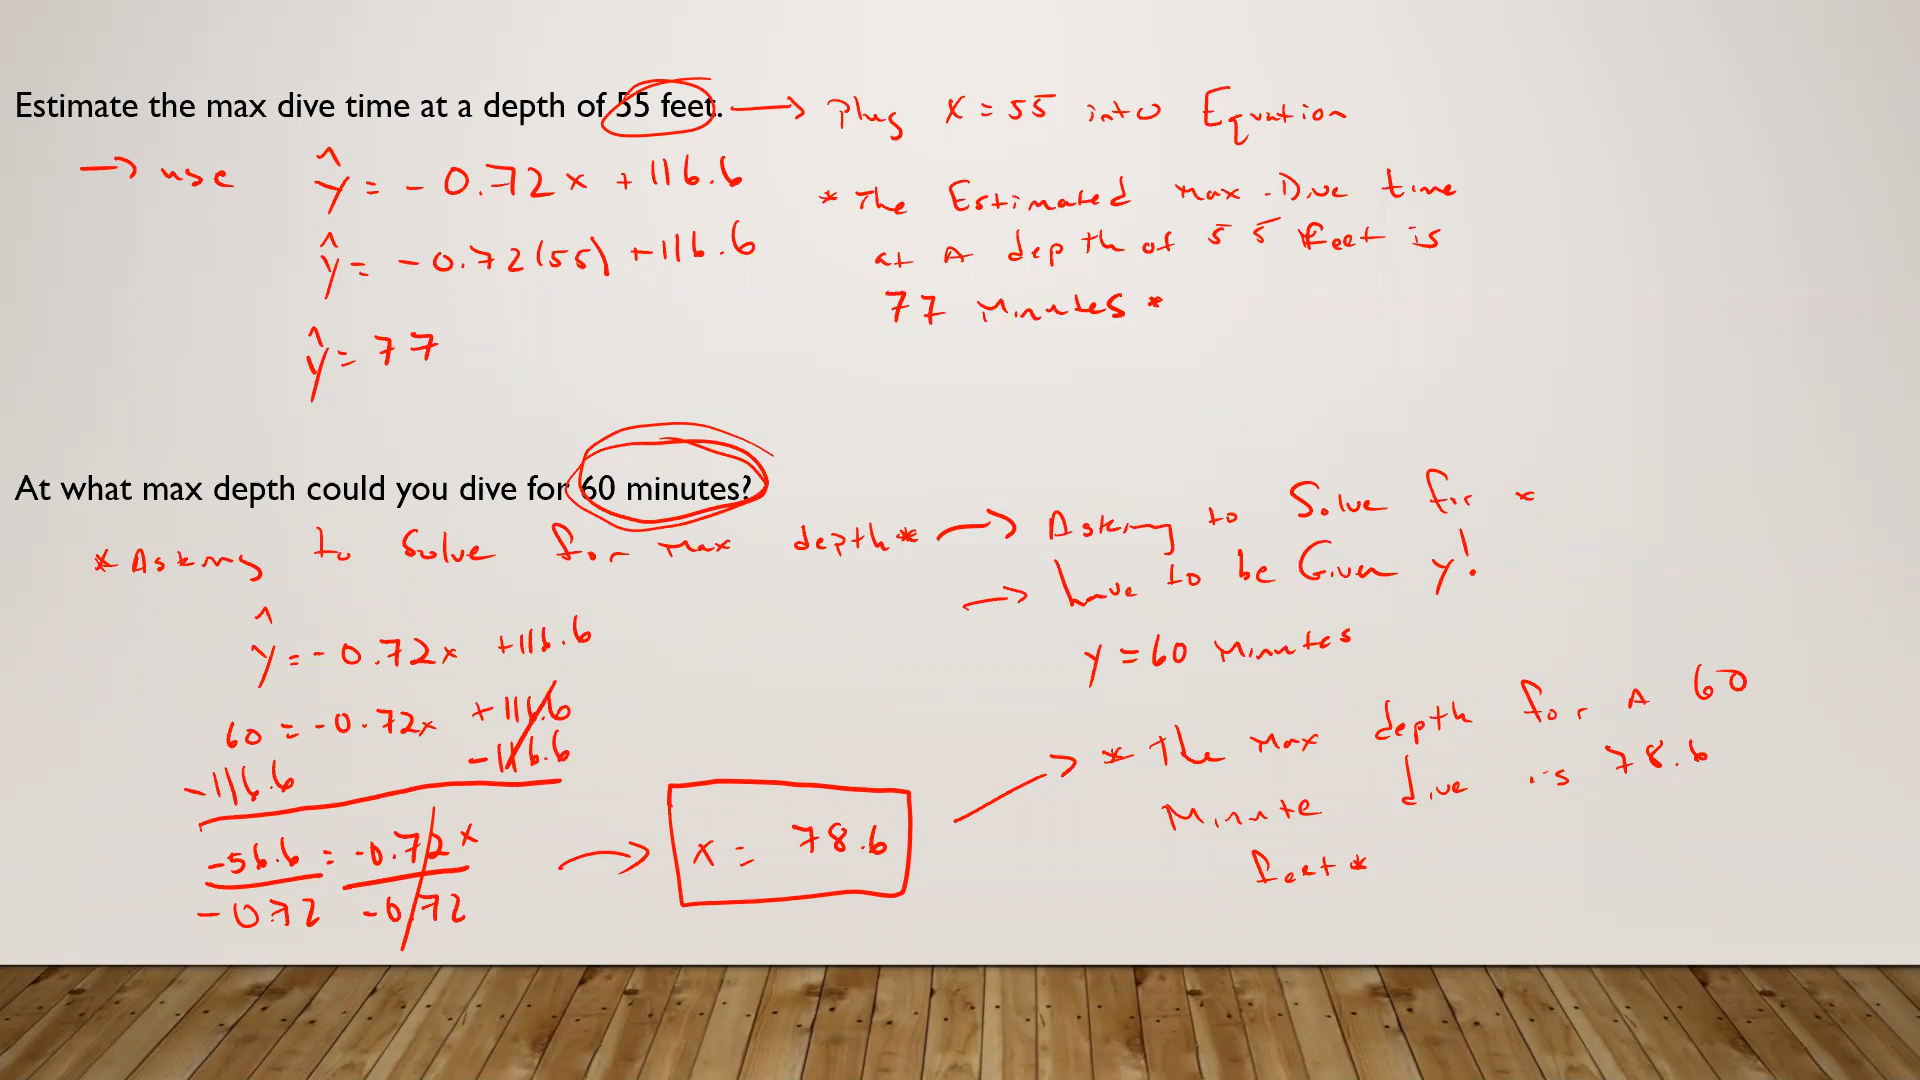 Estimate the max dive time at a depth of 55 feet. → Plug x = 55 into Equation
→ use ŷ = -0.72x + 116.6
ŷ = -0.72(55) + 116.6
ŷ = 77
* The Estimated max Dive time
at A depth of 55 feet is
77 Minutes *
At what max depth could you dive for 60 minutes?
* Asking to Solve for max depth * → Asking to Solve for x
→ have to be Given y!
y = 60 Minutes
ŷ = -0.72x + 116.6
60 = -0.72x + 116.6
-116.6 -116.6
-56.6 = -0.72x
-0.72 -0.72
→ x = 78.6
→ * The max depth for A 60
Minute dive is 78.6
feet *